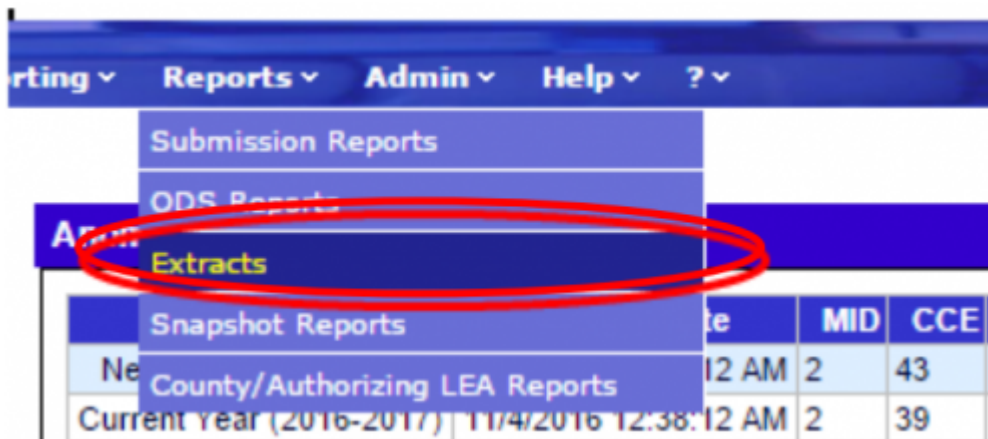 rting Reports Admin Help ?
Submission Reports
ODS Reports
Extracts
Snapshot Reports
te MID CCE
Ne 12 AM 2 43
County/Authorizing LEA Reports
Current Year (2016-2017) 11/4/2016 12:38:12 AM 2 39